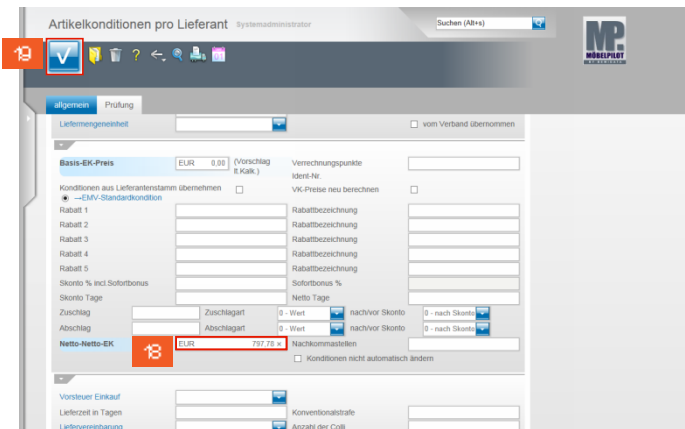 Artikelkonditionen pro Lieferant Systemadministrator Suchen (Alt+s)
MP.
MÖBELPILOT
19
?
allgemein Prüfung
Liefermengeneinheit vom Verband übernommen
Basis-EK-Preis EUR 0,00 (Vorschlag lt.Kalk.) Verrechnungspunkte
Ident-Nr.
Konditionen aus Lieferantenstamm übernehmen VK-Preise neu berechnen
→EMV-Standardkondition
Rabatt 1 Rabattbezeichnung
Rabatt 2 Rabattbezeichnung
Rabatt 3 Rabattbezeichnung
Rabatt 4 Rabattbezeichnung
Rabatt 5 Rabattbezeichnung
Skonto % incl.Sofortbonus Sofortbonus %
Skonto Tage Netto Tage
Zuschlag Zuschlagart 0 - Wert nach/vor Skonto 0 - nach Skonto
Abschlag Abschlagart 0 - Wert nach/vor Skonto 0 - nach Skonto
Netto-Netto-EK 18 EUR 797,78 × Nachkommastellen
Konditionen nicht automatisch ändern
Vorsteuer Einkauf
Lieferzeit in Tagen Konventionalstrafe
Liefervereinbarung Anzahl der Colli